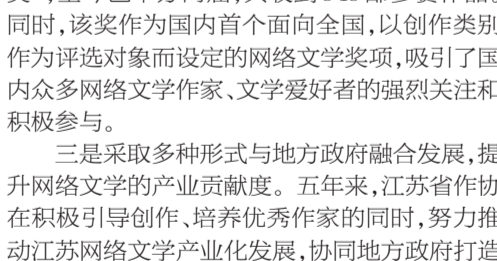 同时,该奖作为国内首个面向全国,以创作类别
作为评选对象而设定的网络文学奖项,吸引了国
内众多网络文学作家、文学爱好者的强烈关注和
积极参与。
三是采取多种形式与地方政府融合发展,提
升网络文学的产业贡献度。五年来,江苏省作协
在积极引导创作、培养优秀作家的同时,努力推
动江苏网络文学产业化发展,协同地方政府打造